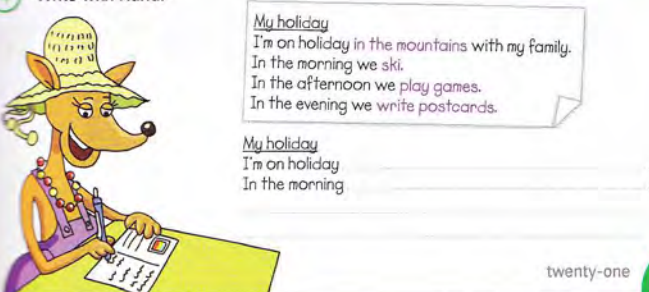 My holiday
I'm on holiday in the mountains with my family.
In the morning we ski.
In the afternoon we play games.
In the evening we write postcards.
My holiday
I'm on holiday
In the morning
twenty-one